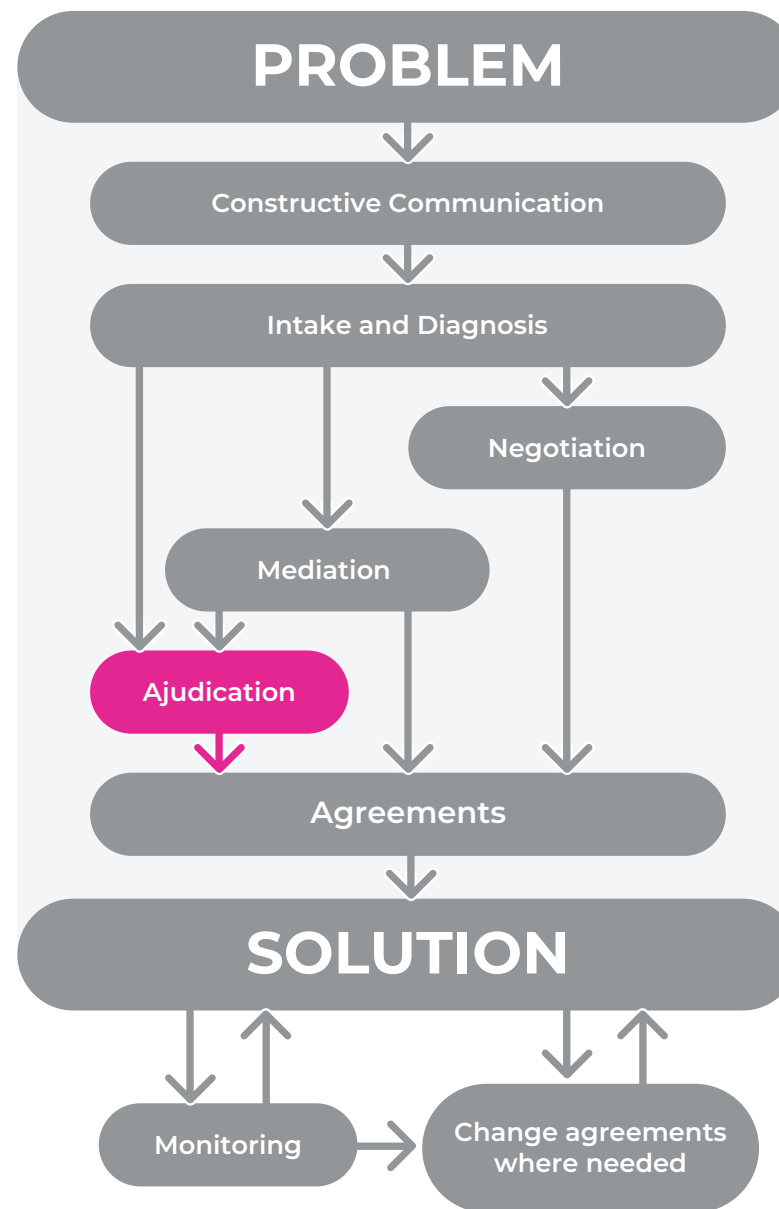 PROBLEM
Constructive Communication
Intake and Diagnosis
Negotiation
Mediation
Ajudication
Agreements
SOLUTION
Monitoring
Change agreements
where needed